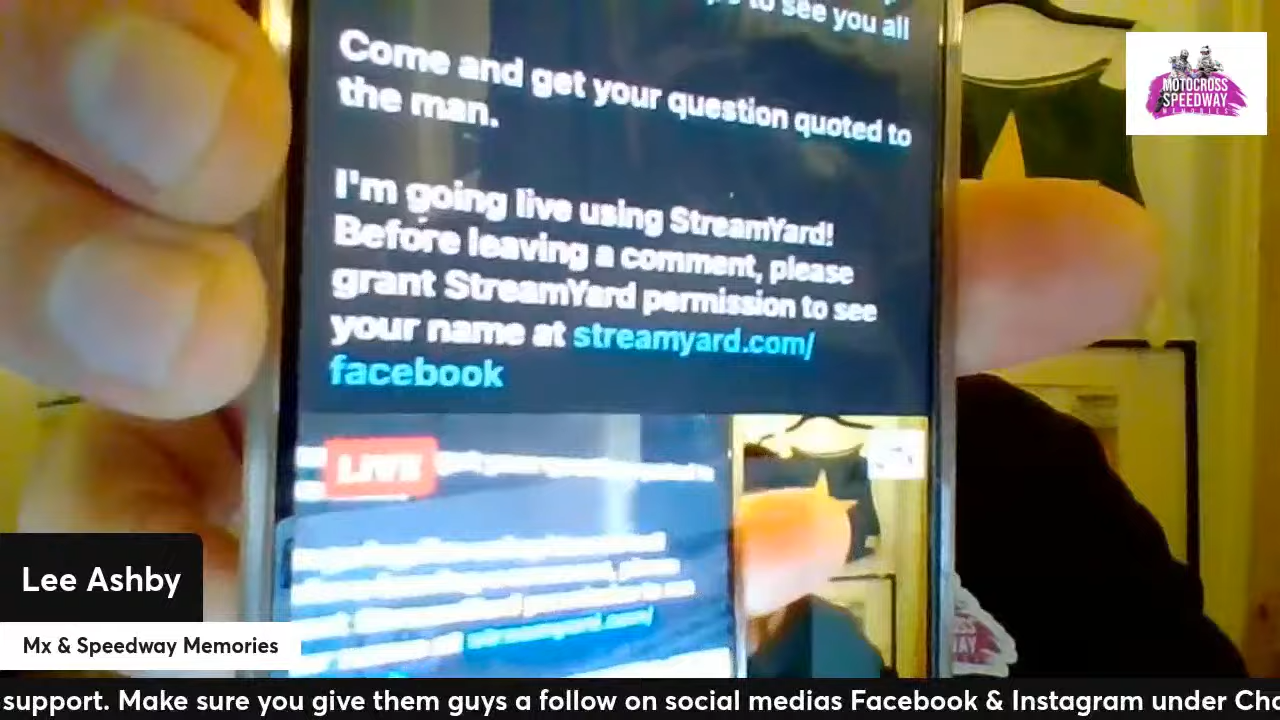 to see you all
Come and get your question quoted to
the man.
I'm going live using StreamYard!
Before leaving a comment, please
grant StreamYard permission to see
your name at streamyard.com/
facebook
LIVE
MOTOCROSS
SPEEDWAY
MEMORIES
Lee Ashby
Mx & Speedway Memories
support. Make sure you give them guys a follow on social medias Facebook & Instagram under Cha